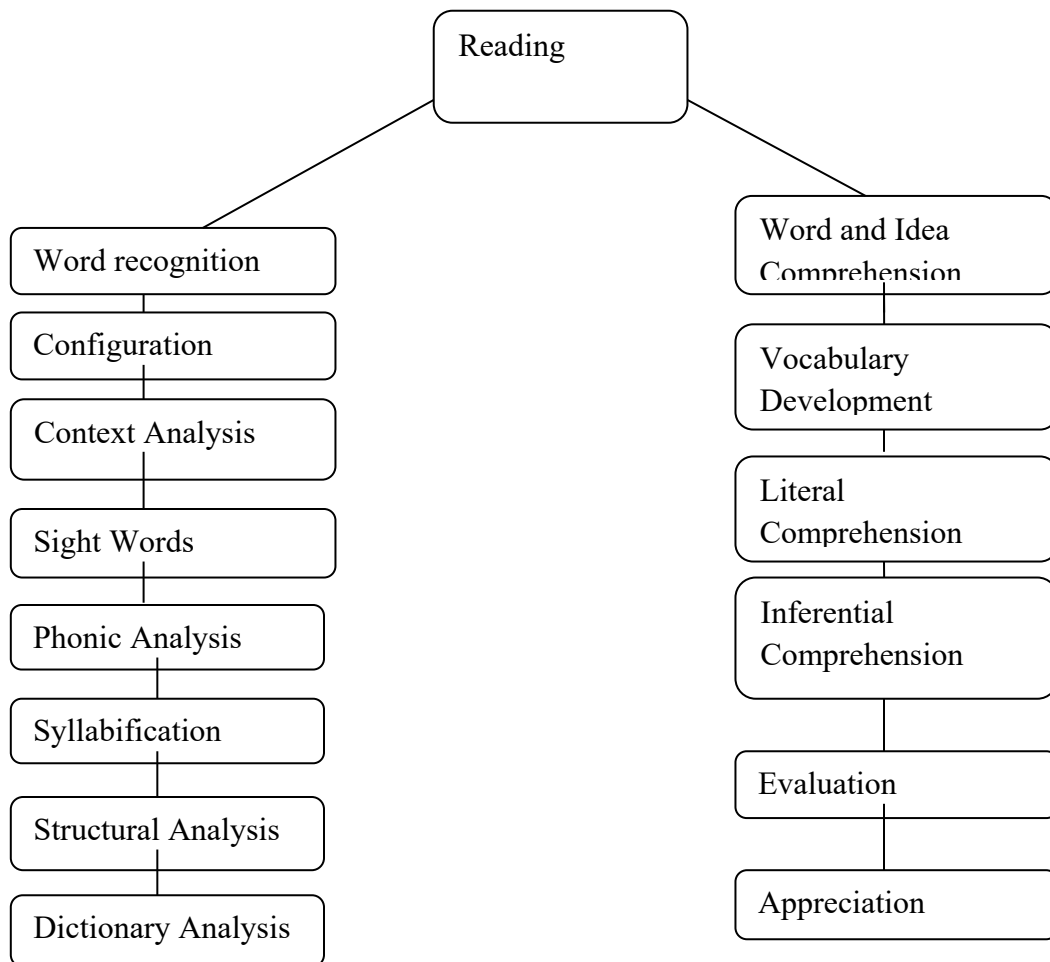 Reading
Word recognition
Configuration
Context Analysis
Sight Words
Phonic Analysis
Syllabification
Structural Analysis
Dictionary Analysis
Word and Idea
Comprehension
Vocabulary
Development
Literal
Comprehension
Inferential
Comprehension
Evaluation
Appreciation